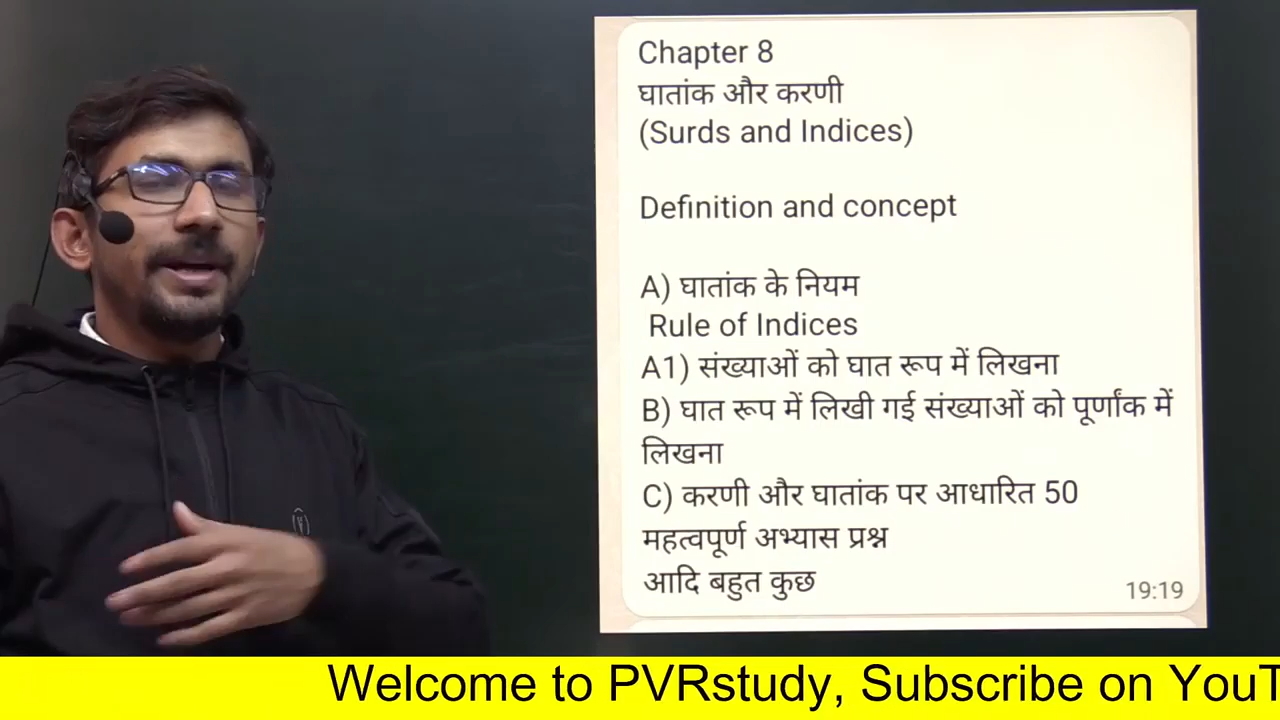 Chapter 8
घातांक और करणी
(Surds and Indices)
Definition and concept
A) घातांक के नियम
Rule of Indices
A1) संख्याओं को घात रूप में लिखना
B) घात रूप में लिखी गई संख्याओं को पूर्णांक में
लिखना
C) करणी और घातांक पर आधारित 50
महत्वपूर्ण अभ्यास प्रश्न
आदि बहुत कुछ
19:19
Welcome to PVRstudy, Subscribe on YouT